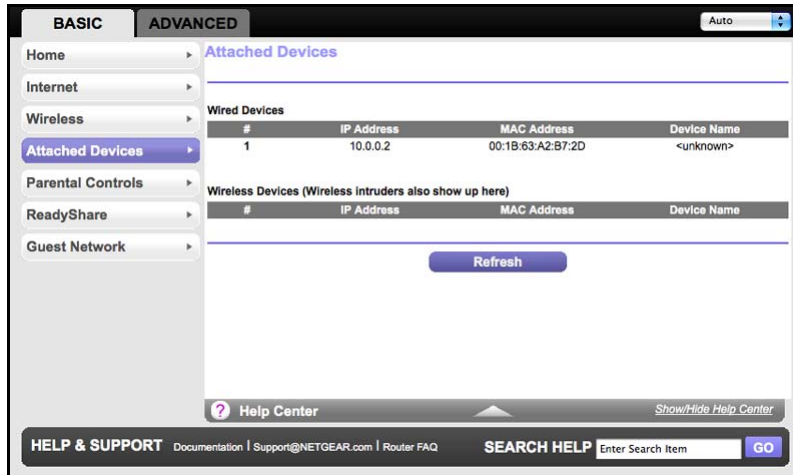 BASIC ADVANCED Auto
Home
Internet
Wireless
Attached Devices
Parental Controls
ReadyShare
Guest Network
Attached Devices
Wired Devices
# IP Address MAC Address Device Name
1 10.0.0.2 00:1B:63:A2:B7:2D <unknown>
Wireless Devices (Wireless intruders also show up here)
# IP Address MAC Address Device Name
Refresh
? Help Center Show/Hide Help Center
HELP & SUPPORT Documentation | Support@NETGEAR.com | Router FAQ SEARCH HELP Enter Search Item GO